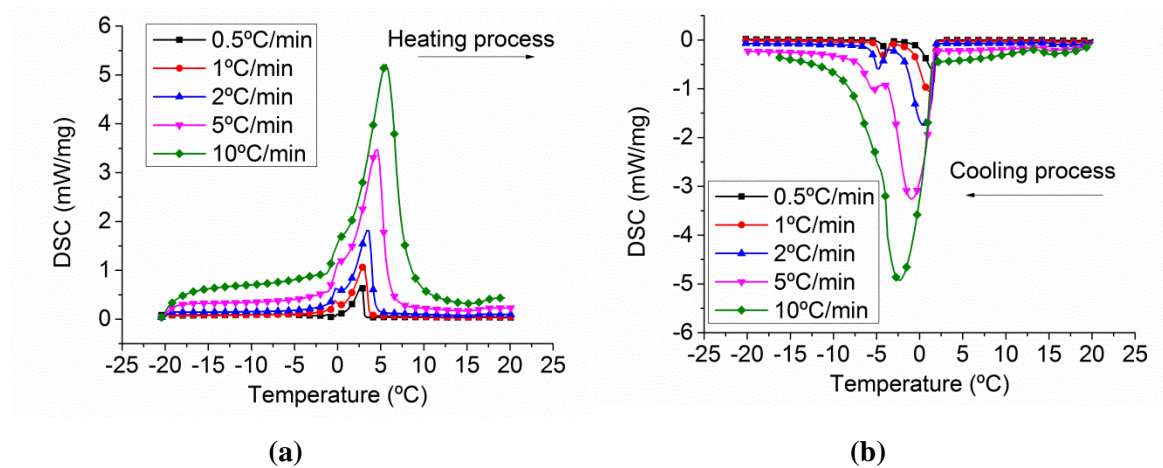 6
5
4
3
2
1
0
DSC (mW/mg)
0.5ºC/min
1ºC/min
2ºC/min
5ºC/min
10ºC/min
Heating process
-25 -20 -15 -10 -5 0 5 10 15 20 25
Temperature (ºC)
(a)
0
-1
-2
-3
-4
-5
-6
DSC (mW/mg)
Cooling process
0.5ºC/min
1ºC/min
2ºC/min
5ºC/min
10ºC/min
-25 -20 -15 -10 -5 0 5 10 15 20 25
Temperature (ºC)
(b)